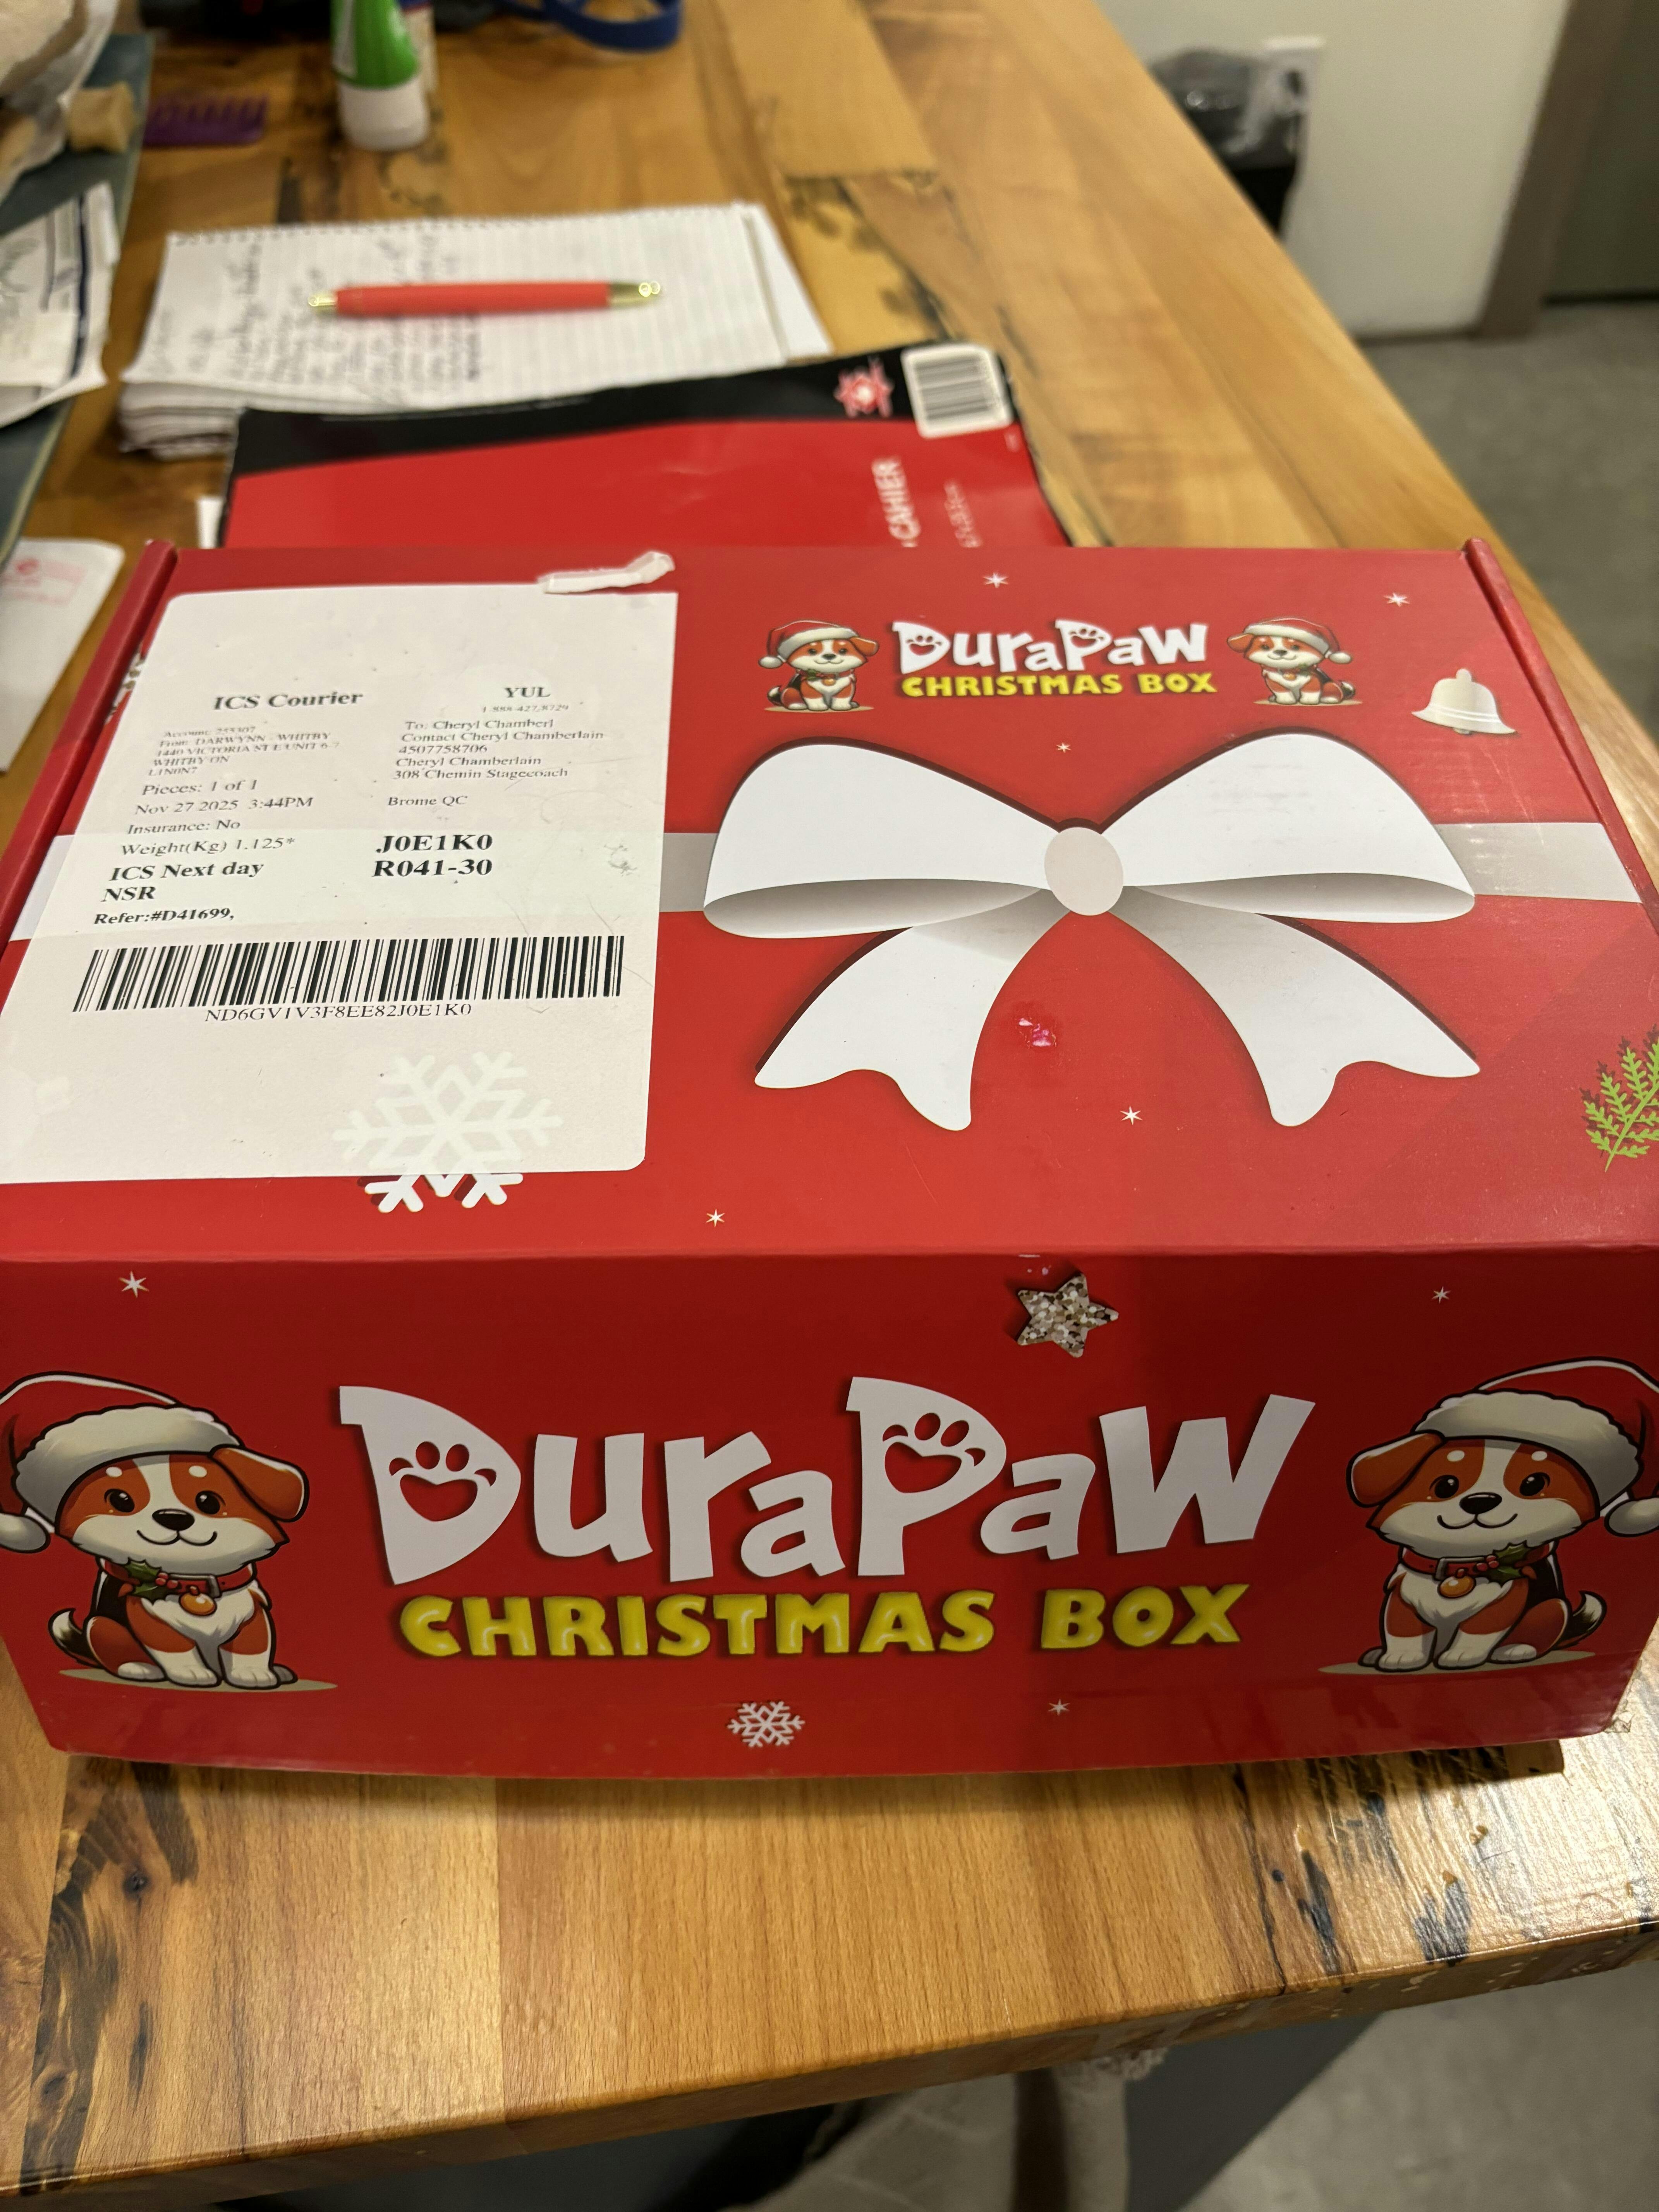 CAHIER
DuraPaw
CHRISTMAS BOX
ICS Courier
YUL
1-888-427-8729
Account: 255307
From: DARWYNN - WHITBY
1440 VICTORIA ST E UNIT 6-7
WHITBY ON
L1N0N7
Pieces: 1 of 1
Nov 27 2025 3:44PM
Insurance: No
Weight(Kg) 1.125*
ICS Next day
NSR
Refer:#D41699,
To: Cheryl Chamberl
Contact Cheryl Chamberlain
4507758706
Cheryl Chamberlain
308 Chemin Stagecoach
Brome QC
J0E1K0
R041-30
ND6GV1V3F8EE82J0E1K0
DuraPaw
CHRISTMAS BOX